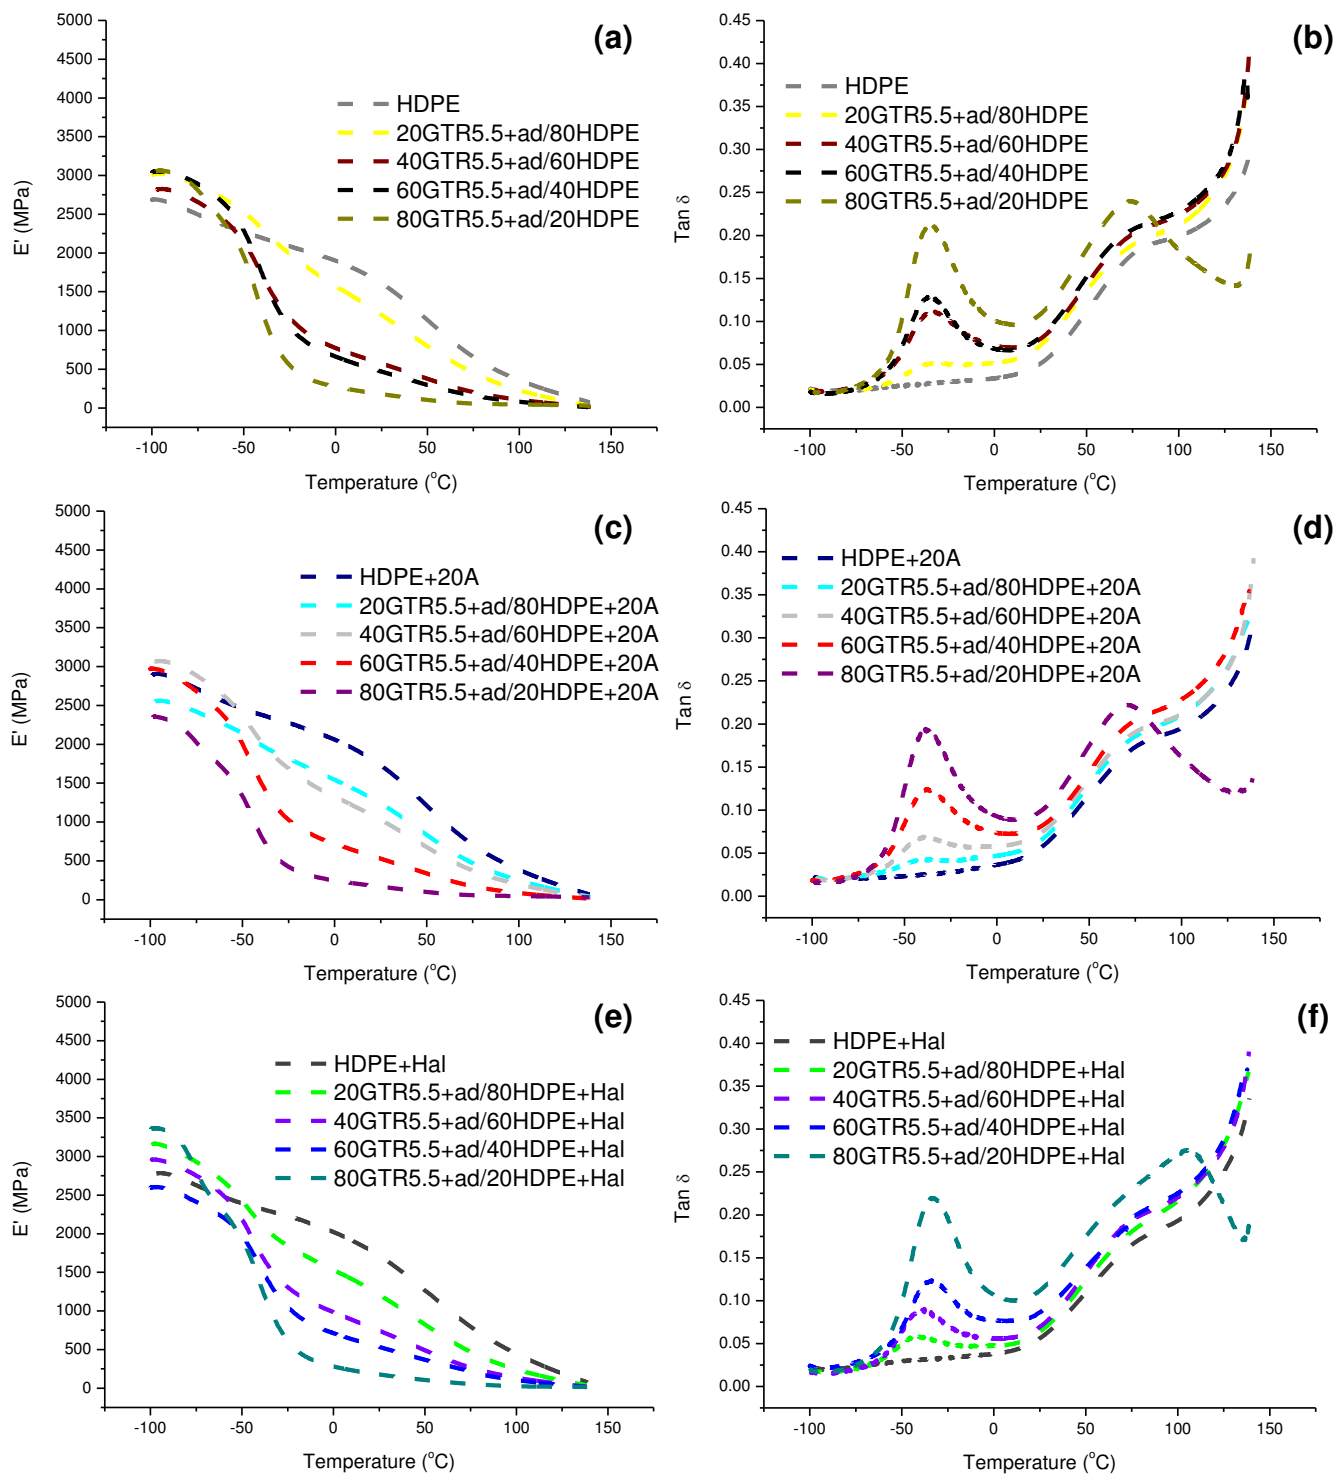 (a)
5000
4500
4000
3500
3000
2500
2000
1500
1000
500
0
E' (MPa)
HDPE
20GTR5.5+ad/80HDPE
40GTR5.5+ad/60HDPE
60GTR5.5+ad/40HDPE
80GTR5.5+ad/20HDPE
-100
-50
0
50
100
150
Temperature (°C)
(b)
0.45
0.40
0.35
0.30
0.25
0.20
0.15
0.10
0.05
0.00
Tan δ
HDPE
20GTR5.5+ad/80HDPE
40GTR5.5+ad/60HDPE
60GTR5.5+ad/40HDPE
80GTR5.5+ad/20HDPE
-100
-50
0
50
100
150
Temperature (°C)
(c)
5000
4500
4000
3500
3000
2500
2000
1500
1000
500
0
E' (MPa)
HDPE+20A
20GTR5.5+ad/80HDPE+20A
40GTR5.5+ad/60HDPE+20A
60GTR5.5+ad/40HDPE+20A
80GTR5.5+ad/20HDPE+20A
-100
-50
0
50
100
150
Temperature (°C)
(d)
0.45
0.40
0.35
0.30
0.25
0.20
0.15
0.10
0.05
0.00
Tan δ
HDPE+20A
20GTR5.5+ad/80HDPE+20A
40GTR5.5+ad/60HDPE+20A
60GTR5.5+ad/40HDPE+20A
80GTR5.5+ad/20HDPE+20A
-100
-50
0
50
100
150
Temperature (°C)
(e)
5000
4500
4000
3500
3000
2500
2000
1500
1000
500
0
E' (MPa)
HDPE+Hal
20GTR5.5+ad/80HDPE+Hal
40GTR5.5+ad/60HDPE+Hal
60GTR5.5+ad/40HDPE+Hal
80GTR5.5+ad/20HDPE+Hal
-100
-50
0
50
100
150
Temperature (°C)
(f)
0.45
0.40
0.35
0.30
0.25
0.20
0.15
0.10
0.05
0.00
Tan δ
HDPE+Hal
20GTR5.5+ad/80HDPE+Hal
40GTR5.5+ad/60HDPE+Hal
60GTR5.5+ad/40HDPE+Hal
80GTR5.5+ad/20HDPE+Hal
-100
-50
0
50
100
150
Temperature (°C)